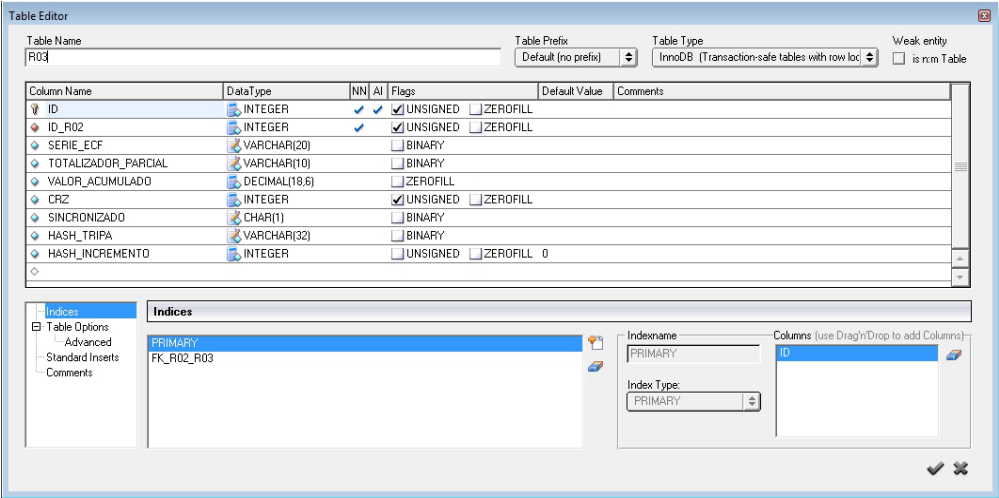 Table Editor
Table Name Table Prefix Table Type Weak entity
R03 Default (no prefix) InnoDB (Transaction-safe tables with row loc is n:m Table
Column Name DataType NN AI Flags Default Value Comments
ID INTEGER UNSIGNED ZEROFILL
ID_R02 INTEGER UNSIGNED ZEROFILL
SERIE_ECF VARCHAR(20) BINARY
TOTALIZADOR_PARCIAL VARCHAR(10) BINARY
VALOR_ACUMULADO DECIMAL(18,6) ZEROFILL
CRZ INTEGER UNSIGNED ZEROFILL
SINCRONIZADO CHAR(1) BINARY
HASH_TRIPA VARCHAR(32) BINARY
HASH_INCREMENTO INTEGER UNSIGNED ZEROFILL 0
Indices
Table Options
Advanced
Standard Inserts
Comments
Indices
PRIMARY
FK_R02_R03
Indexname
PRIMARY
Index Type:
PRIMARY
Columns (use Drag'n'Drop to add Columns)
ID